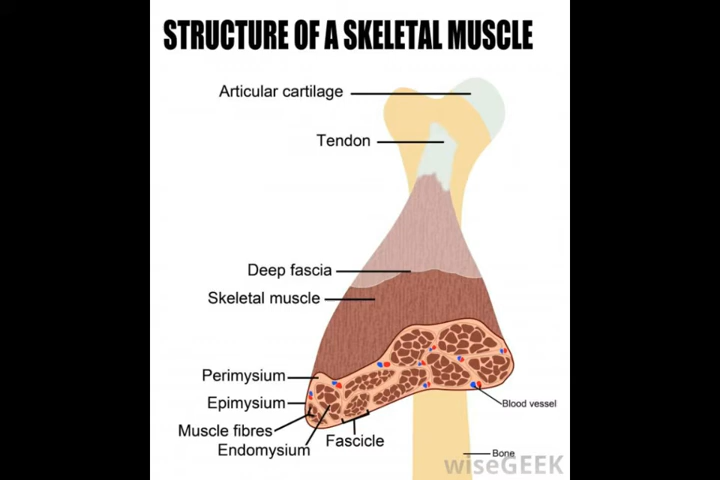 STRUCTURE OF A SKELETAL MUSCLE
Articular cartilage
Tendon
Deep fascia
Skeletal muscle
Perimysium
Epimysium
Blood vessel
Muscle fibres
Fascicle
Endomysium
Bone
wiseGEEK